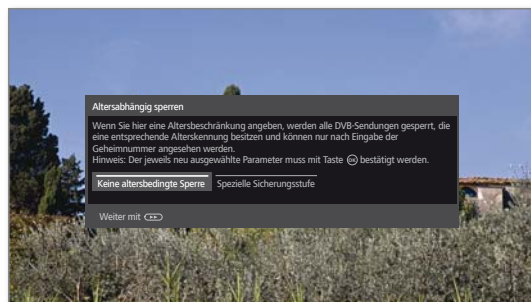 Altersabhängig sperren
Wenn Sie hier eine Altersbeschränkung angeben, werden alle DVB-Sendungen gesperrt, die
eine entsprechende Alterskennung besitzen und können nur nach Eingabe der
Geheimnummer angesehen werden.
Hinweis: Der jeweils neu ausgewählte Parameter muss mit Taste OK bestätigt werden.
Keine altersbedingte Sperre Spezielle Sicherungsstufe
Weiter mit